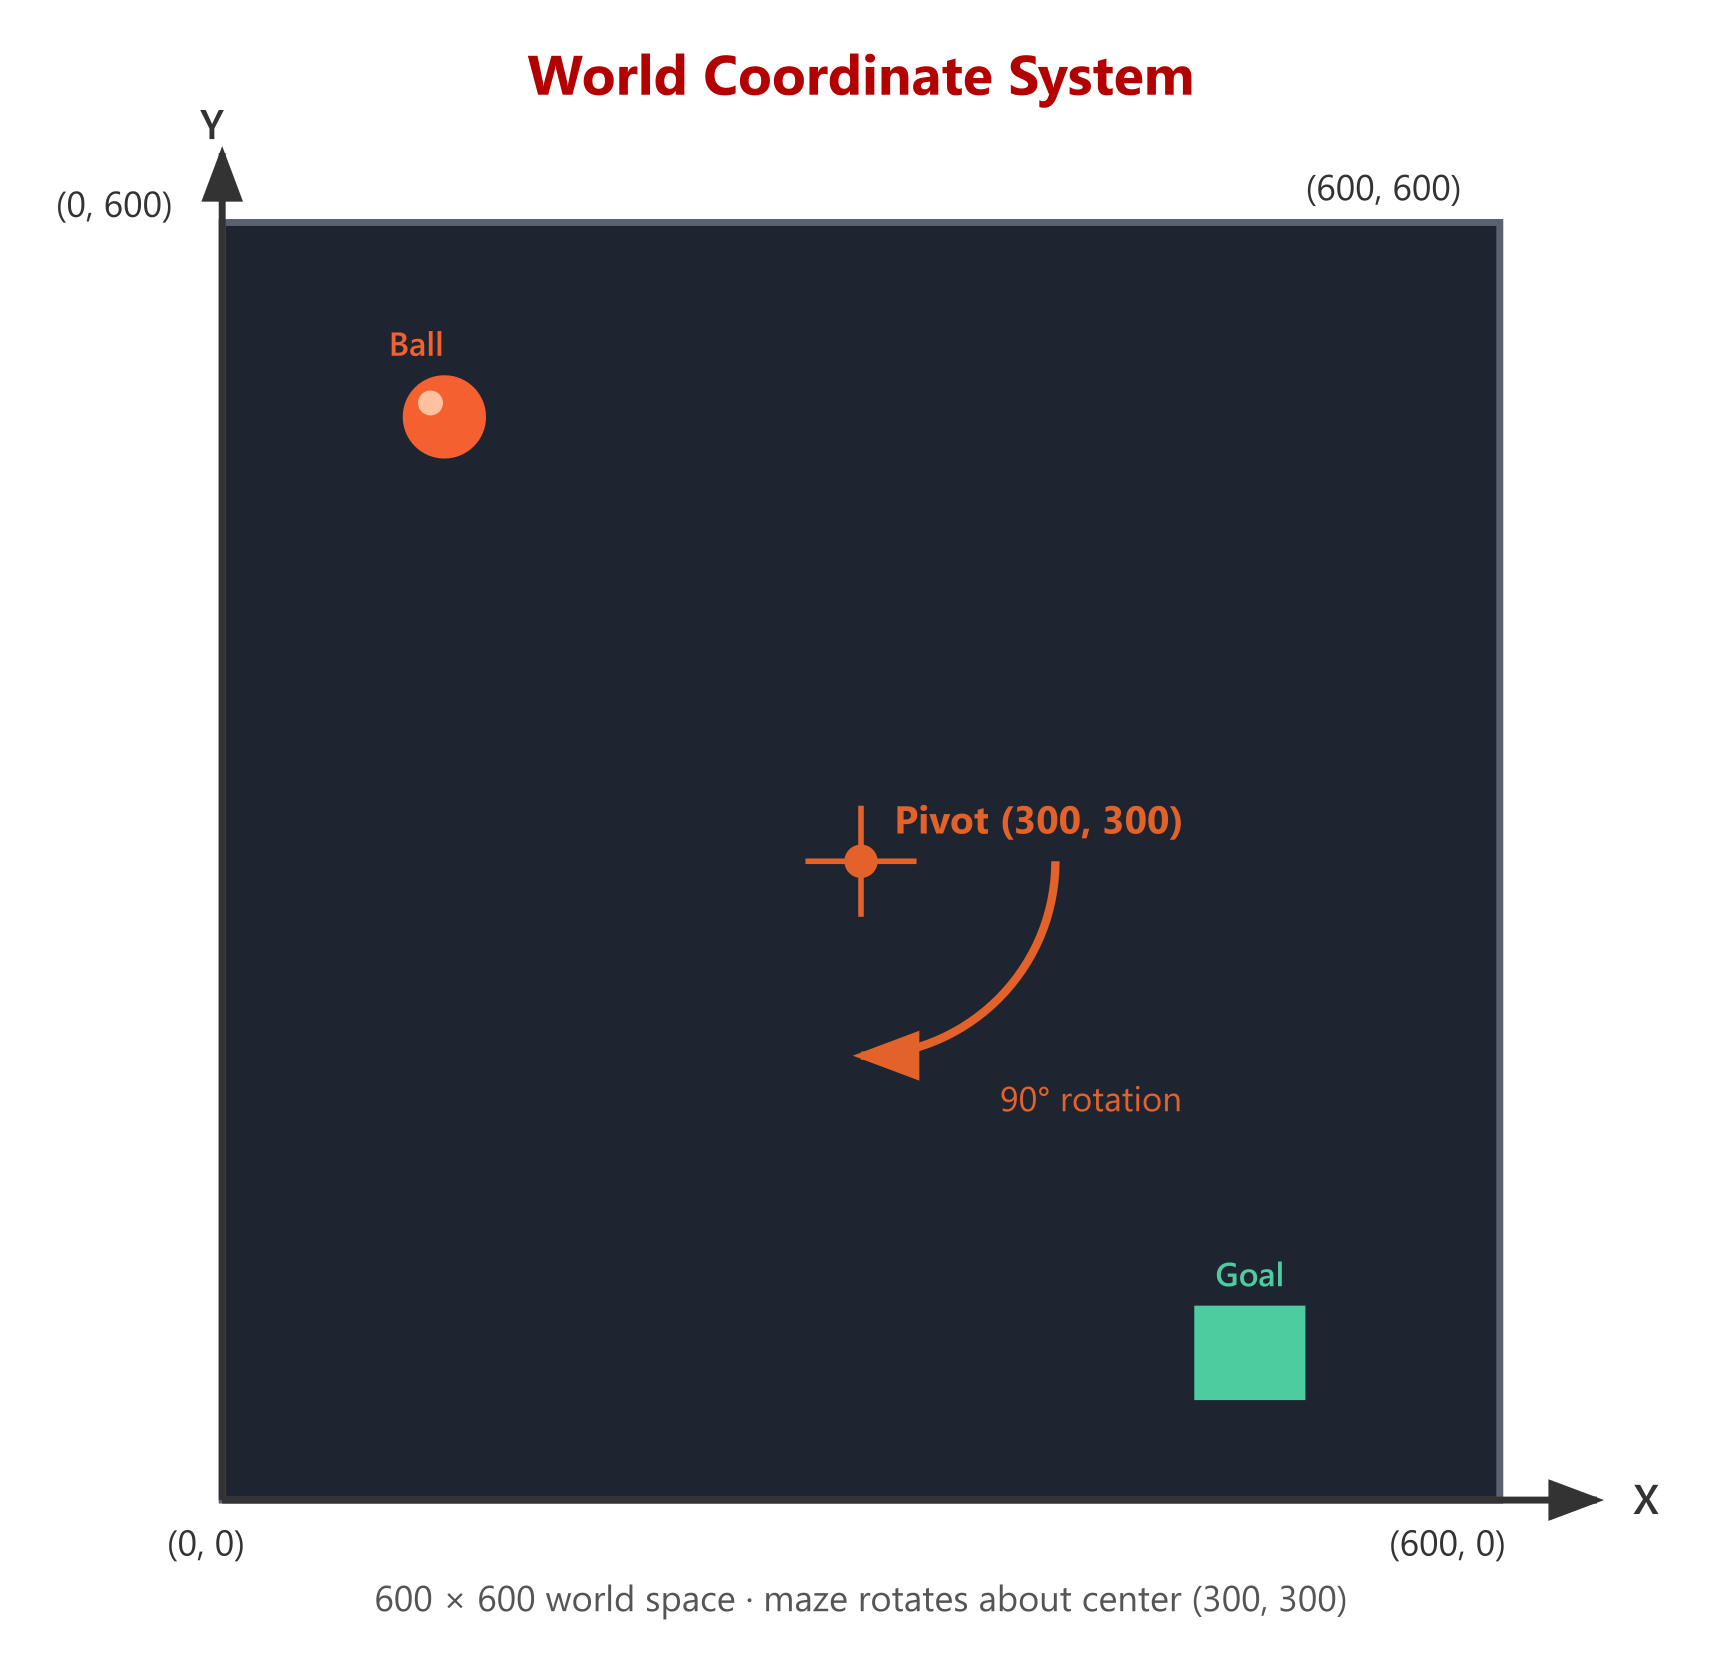 World Coordinate System
Y
(0, 600)
(600, 600)
Ball
Pivot (300, 300)
90° rotation
Goal
X
(0, 0)
(600, 0)
600 × 600 world space · maze rotates about center (300, 300)